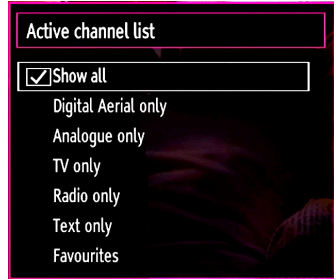 Active channel list
Show all
Digital Aerial only
Analogue only
TV only
Radio only
Text only
Favourites